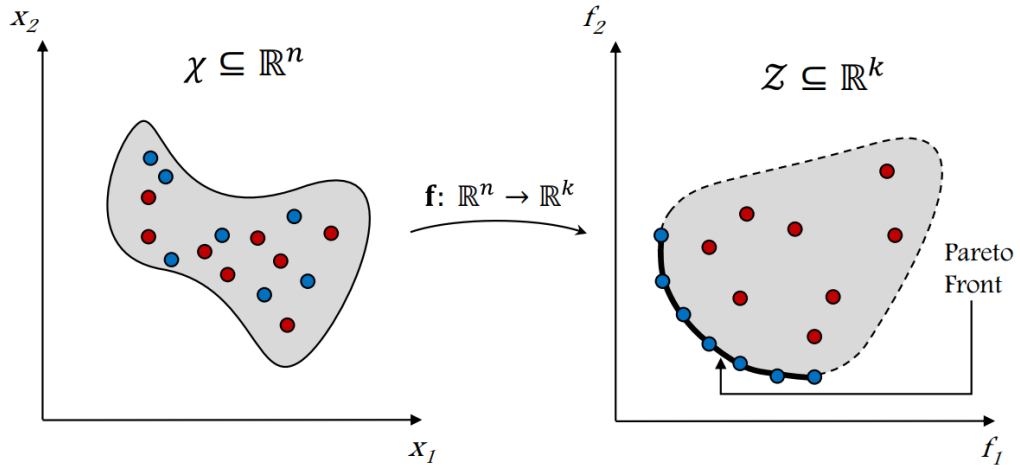 x₂
χ ⊆ ℝⁿ
x₁
f: ℝⁿ → ℝᵏ
f₂
𝒵 ⊆ ℝᵏ
Pareto
Front
f₁